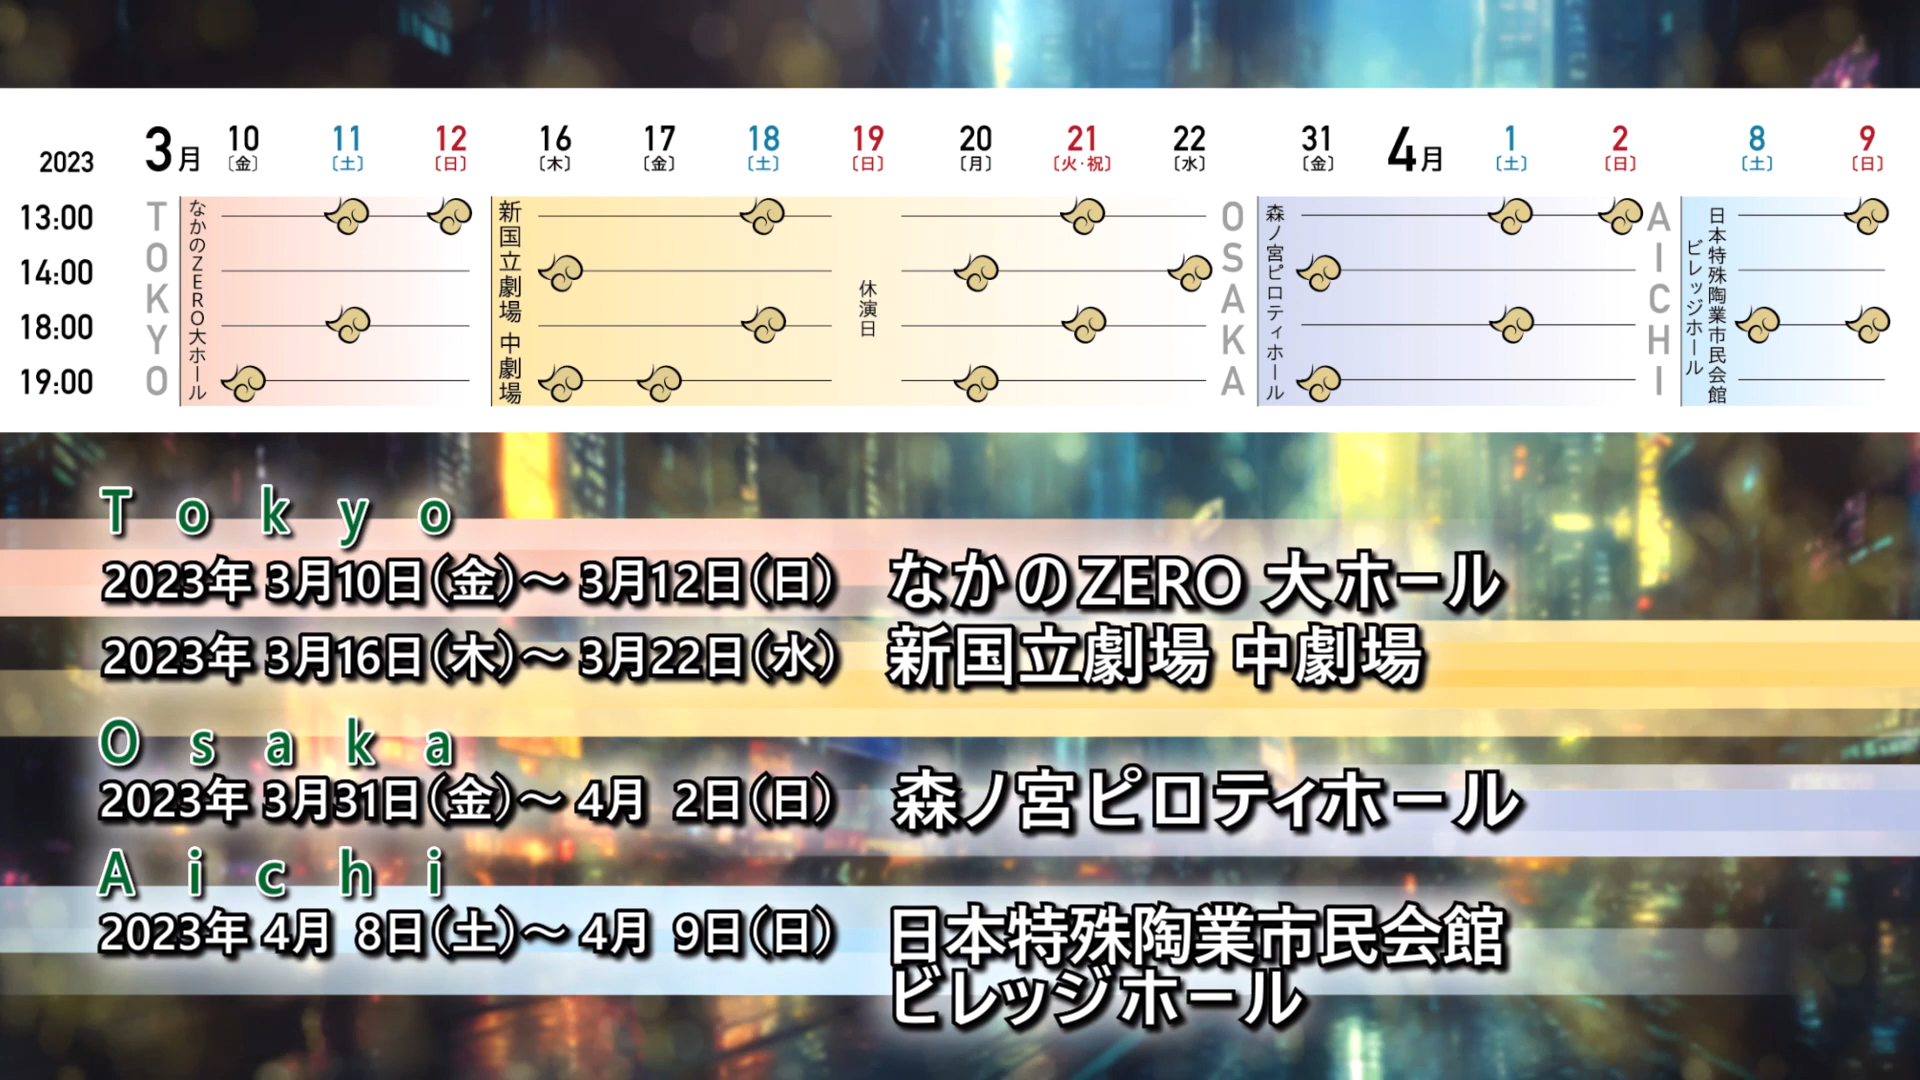 2023 3月 10 11 12 16 17 18 19 20 21 22 31 4月 1 2 8 9
〔金〕 〔土〕 〔日〕 〔木〕 〔金〕 〔土〕 〔日〕 〔月〕 〔火·祝〕 〔水〕 〔金〕 〔土〕 〔日〕 〔土〕 〔日〕
13:00
14:00
18:00
19:00
TOKYO
なかのZERO大ホール
新国立劇場 中劇場
休演日
OSAKA
森ノ宮ピロティホール
AICHI
日本特殊陶業市民会館
ビレッジホール
Tokyo
2023年 3月10日(金)～ 3月12日(日) なかのZERO 大ホール
2023年 3月16日(木)～ 3月22日(水) 新国立劇場 中劇場
Osaka
2023年 3月31日(金)～ 4月 2日(日) 森ノ宮ピロティホール
Aichi
2023年 4月 8日(土)～ 4月 9日(日) 日本特殊陶業市民会館
ビレッジホール